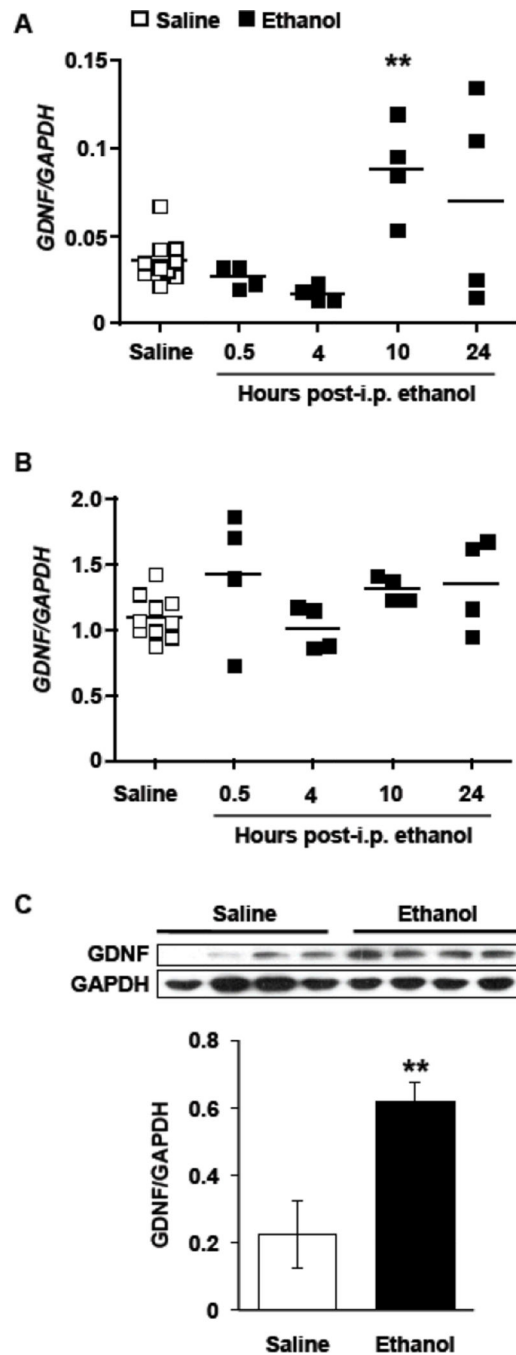 A
Saline Ethanol
GDNF/GAPDH
0.15
0.1
0.05
0
**
Saline 0.5 4 10 24
Hours post-i.p. ethanol
B
GDNF/GAPDH
2.0
1.5
1.0
0.5
0
Saline 0.5 4 10 24
Hours post-i.p. ethanol
C
Saline Ethanol
GDNF
GAPDH
GDNF/GAPDH
0.8
0.6
0.4
0.2
0
**
Saline Ethanol